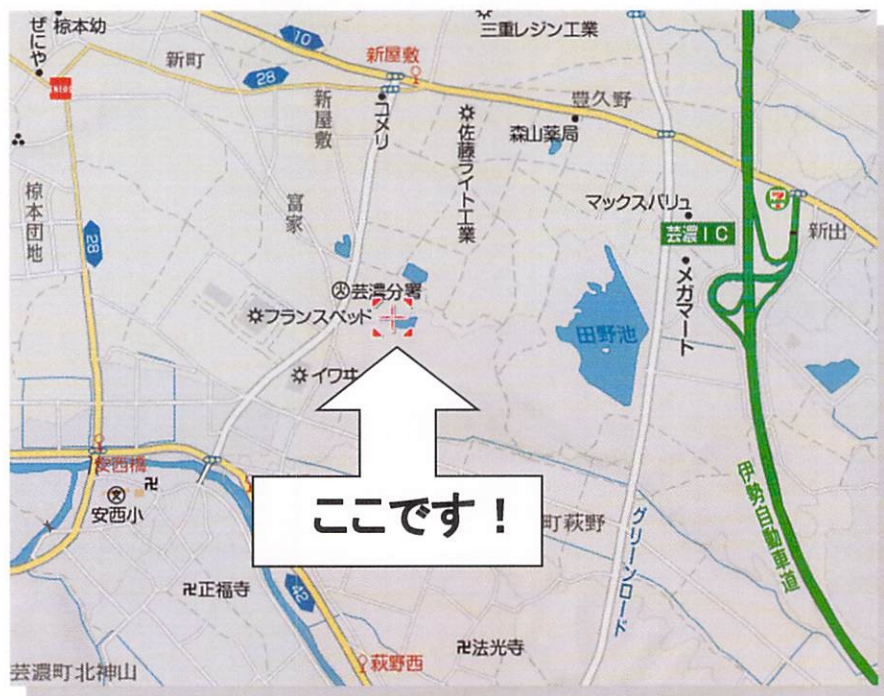 椋本幼
ぜにや
三重レジン工業
10
新町
新屋敷
28
ENEOS
新屋敷
コメリ
豊久野
森山薬局
佐藤ライト工業
椋本団地
富家
マックスバリュ
芸濃IC
新出
28
メガマート
芸濃分署
フランスベッド
田野池
イワヰ
安西橋
安西小
ここです！
町萩野
グリーンロード
伊勢自動車道
正福寺
42
法光寺
萩野西
芸濃町北神山